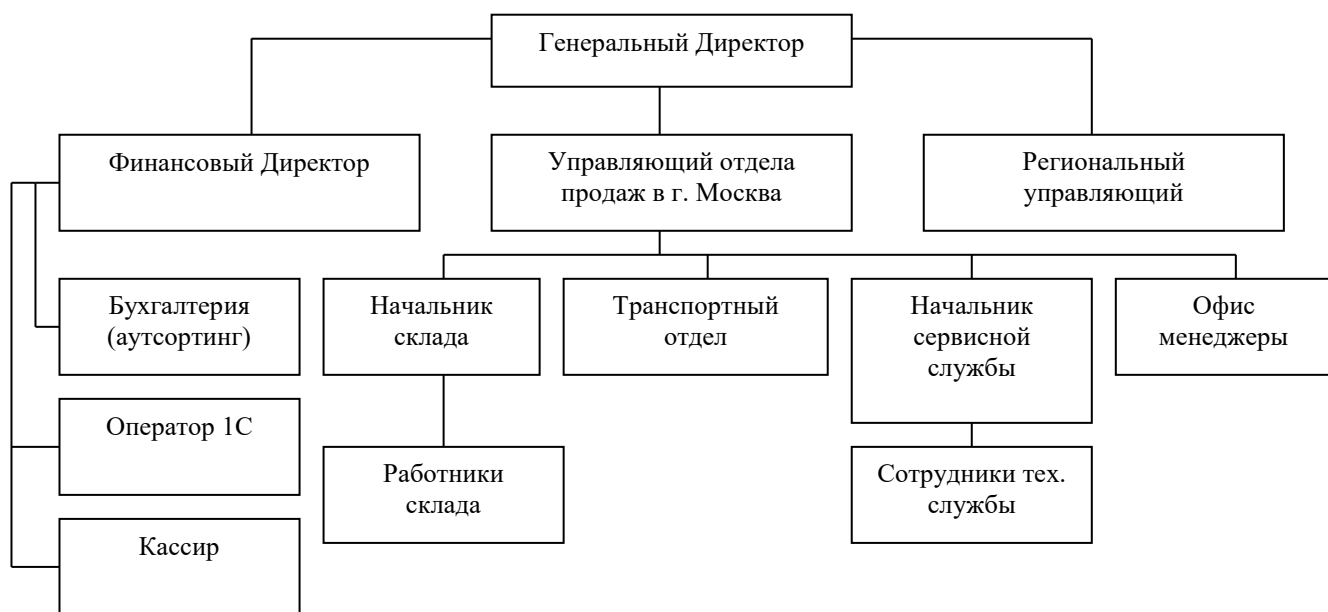 Генеральный Директор
Финансовый Директор
Управляющий отдела
продаж в г. Москва
Региональный
управляющий
Бухгалтерия
(аутсортинг)
Начальник
склада
Транспортный
отдел
Начальник
сервисной
службы
Офис
менеджеры
Оператор 1С
Работники
склада
Сотрудники тех.
службы
Кассир